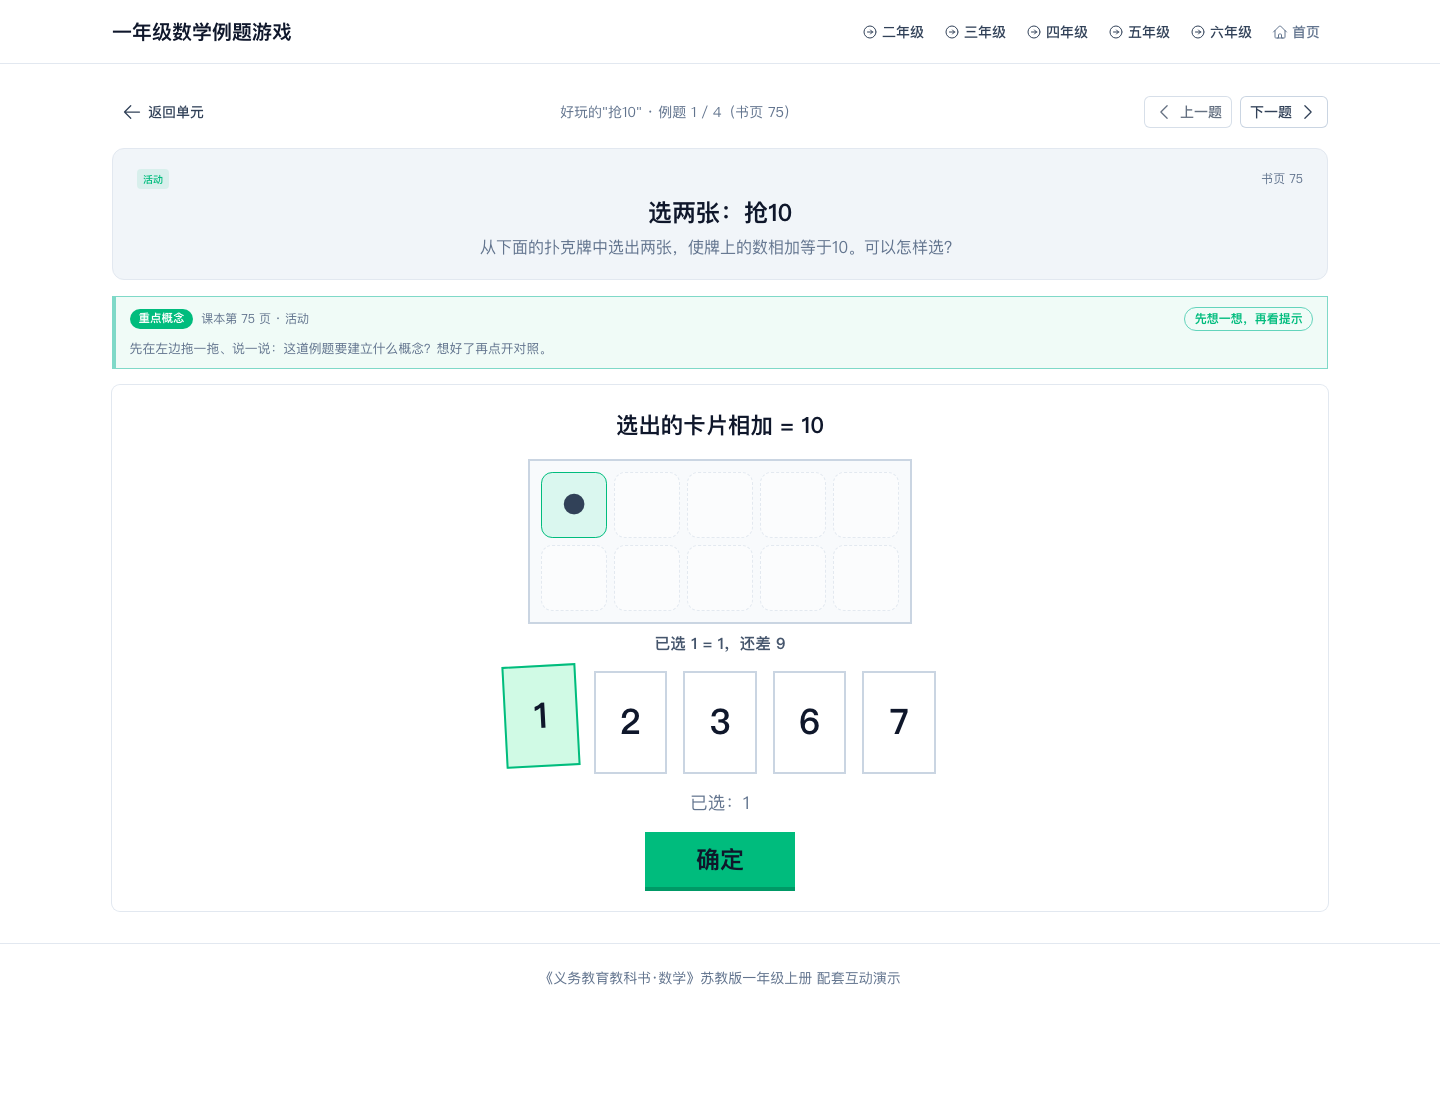 一年级数学例题游戏
二年级 三年级 四年级 五年级 六年级 首页
返回单元
好玩的"抢10" · 例题 1 / 4（书页 75）
上一题 下一题
活动
书页 75
选两张：抢10
从下面的扑克牌中选出两张，使牌上的数相加等于10。可以怎样选？
重点概念 课本第 75 页 · 活动
先想一想，再看提示
先在左边拖一拖、说一说：这道例题要建立什么概念？想好了再点开对照。
选出的卡片相加 = 10
已选 1 = 1，还差 9
1 2 3 6 7
已选：1
确定
《义务教育教科书·数学》苏教版一年级上册 配套互动演示